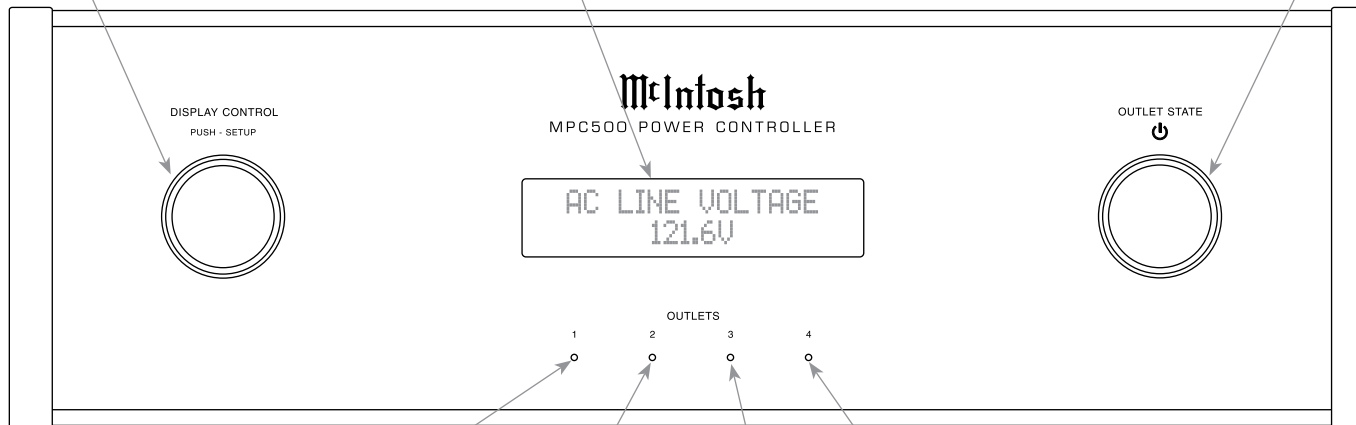 McIntosh
MPC500 POWER CONTROLLER
DISPLAY CONTROL
PUSH - SETUP
OUTLET STATE
AC LINE VOLTAGE
121.6V
OUTLETS
1 2 3 4